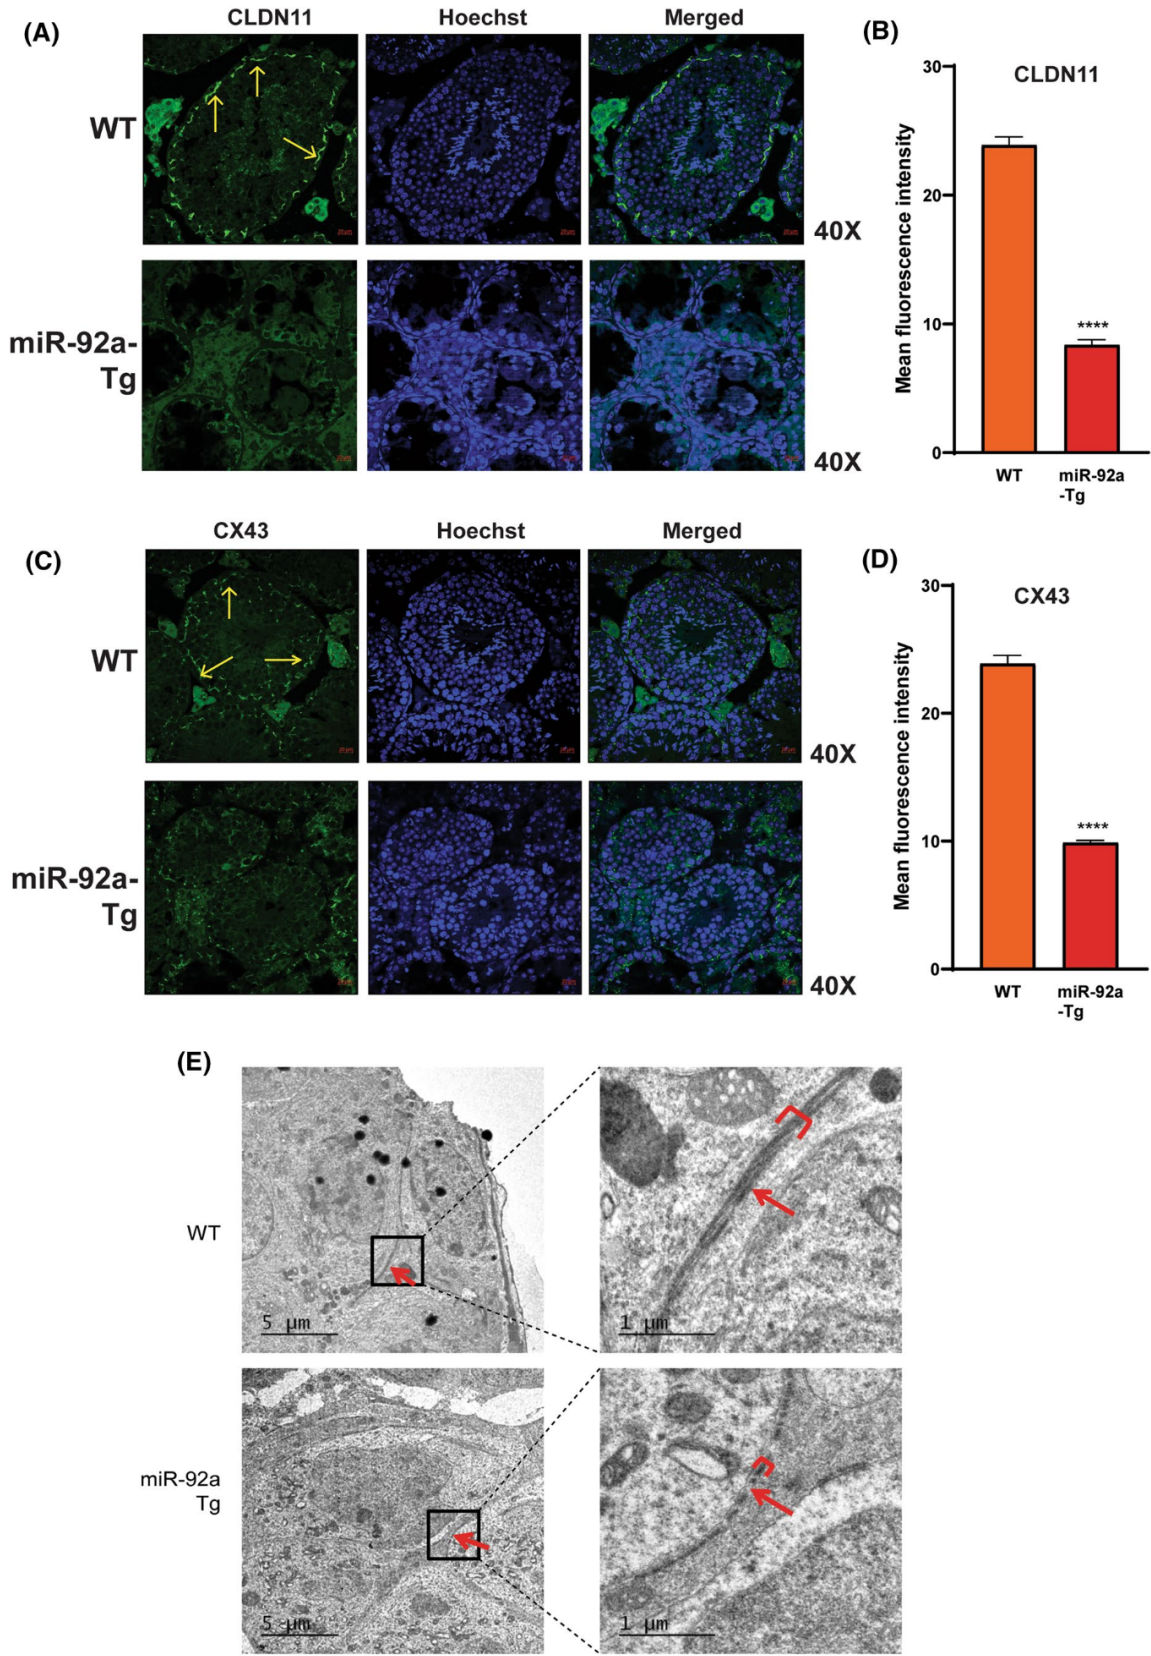 (A)
CLDN11
Hoechst
Merged
WT
40X
miR-92a-
Tg
40X
(B)
CLDN11
Mean fluorescence intensity
30
20
10
0
****
WT
miR-92a
-Tg
(C)
CX43
Hoechst
Merged
WT
40X
miR-92a-
Tg
40X
(D)
CX43
Mean fluorescence intensity
30
20
10
0
****
WT
miR-92a
-Tg
(E)
WT
5 µm
1 µm
miR-92a
Tg
5 µm
1 µm